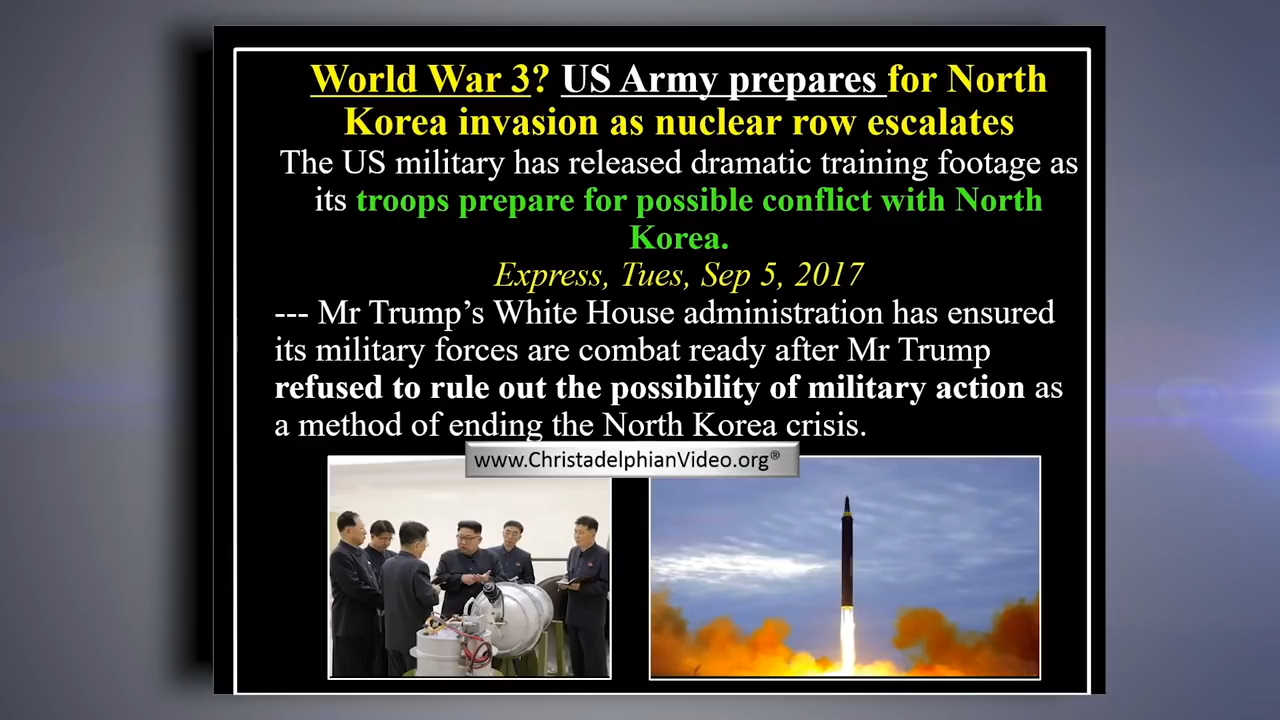 World War 3? US Army prepares for North
Korea invasion as nuclear row escalates
The US military has released dramatic training footage as
its troops prepare for possible conflict with North
Korea.
Express, Tues, Sep 5, 2017
--- Mr Trump’s White House administration has ensured
its military forces are combat ready after Mr Trump
refused to rule out the possibility of military action as
a method of ending the North Korea crisis.
www.ChristadelphianVideo.org®